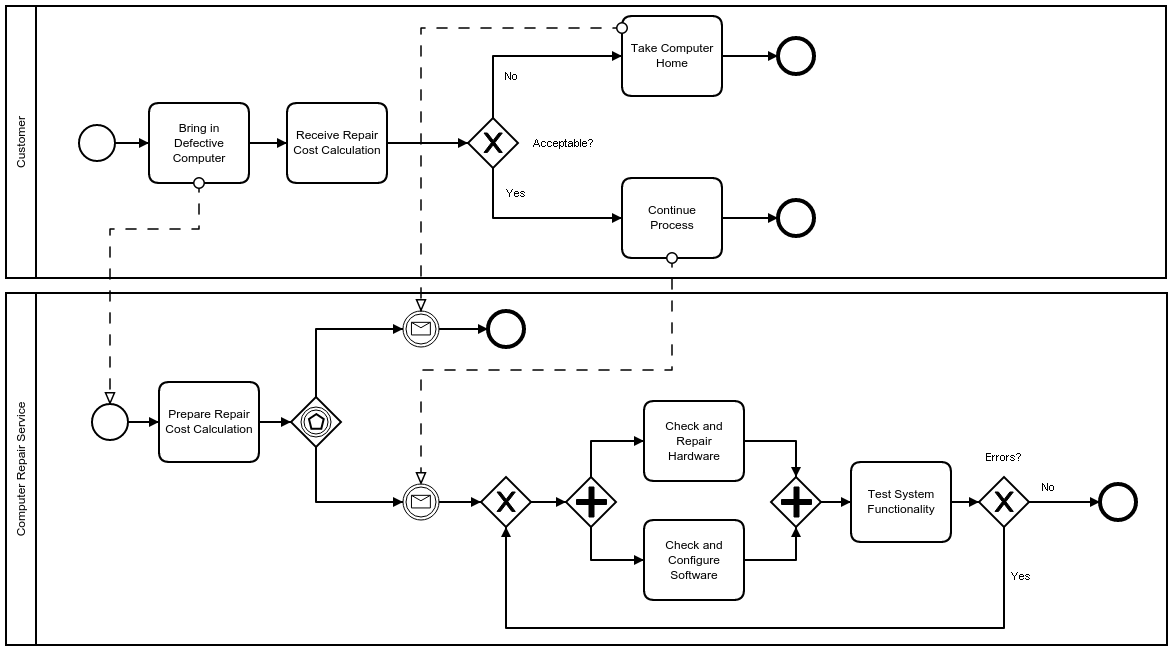 Customer
Bring in
Defective
Computer
Receive Repair
Cost Calculation
Acceptable?
No
Yes
Take Computer
Home
Continue
Process
Computer Repair Service
Prepare Repair
Cost Calculation
Check and
Repair
Hardware
Check and
Configure
Software
Test System
Functionality
Errors?
No
Yes